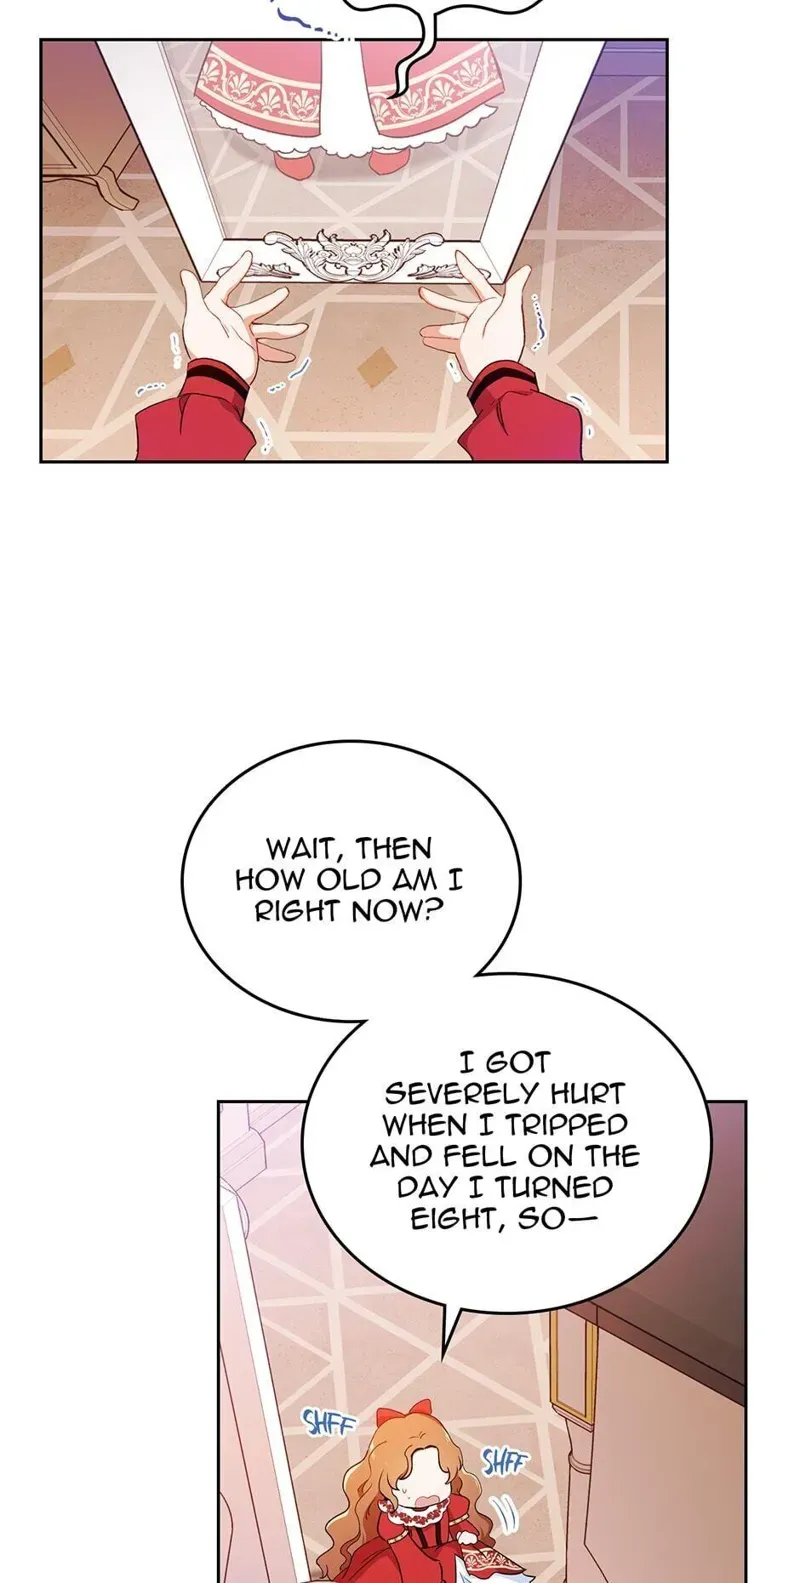 WAIT, THEN
HOW OLD AM I
RIGHT NOW?
I GOT
SEVERELY HURT
WHEN I TRIPPED
AND FELL ON THE
DAY I TURNED
EIGHT, SO—
SHFF
SHFF